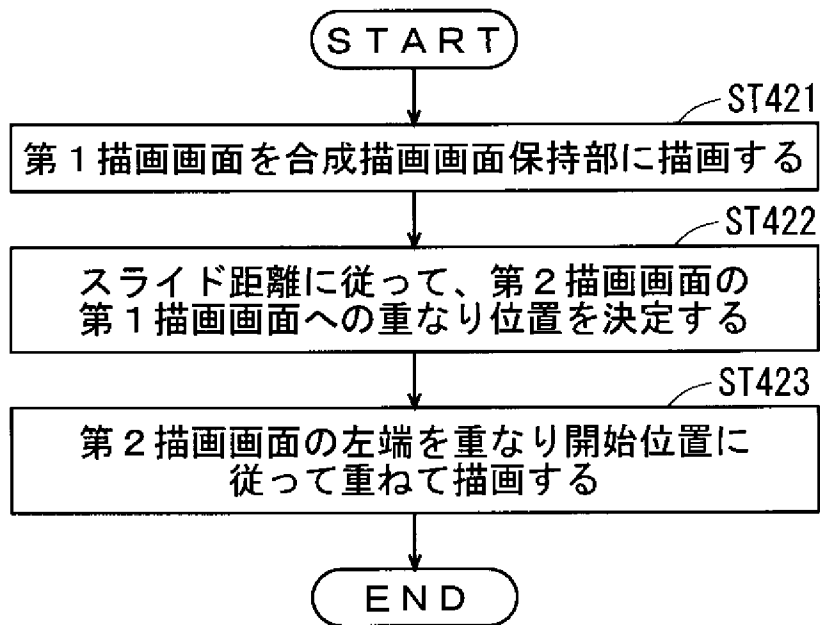 START
ST421
第1描画画面を合成描画画面保持部に描画する
ST422
スライド距離に従って、第2描画画面の
第1描画画面への重なり位置を決定する
ST423
第2描画画面の左端を重なり開始位置に
従って重ねて描画する
END